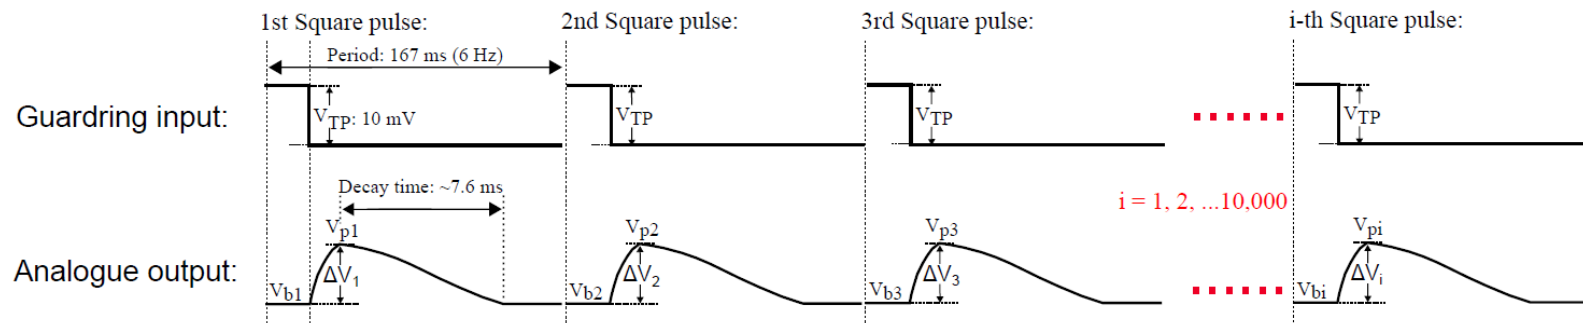 1st Square pulse:
2nd Square pulse:
3rd Square pulse:
i-th Square pulse:
Period: 167 ms (6 Hz)
Guardring input:
VTP: 10 mV
VTP
VTP
VTP
Decay time: ~7.6 ms
i = 1, 2, ...10,000
Vp1
Vp2
Vp3
Vpi
Analogue output:
Vb1
ΔV1
Vb2
ΔV2
Vb3
ΔV3
Vbi
ΔVi